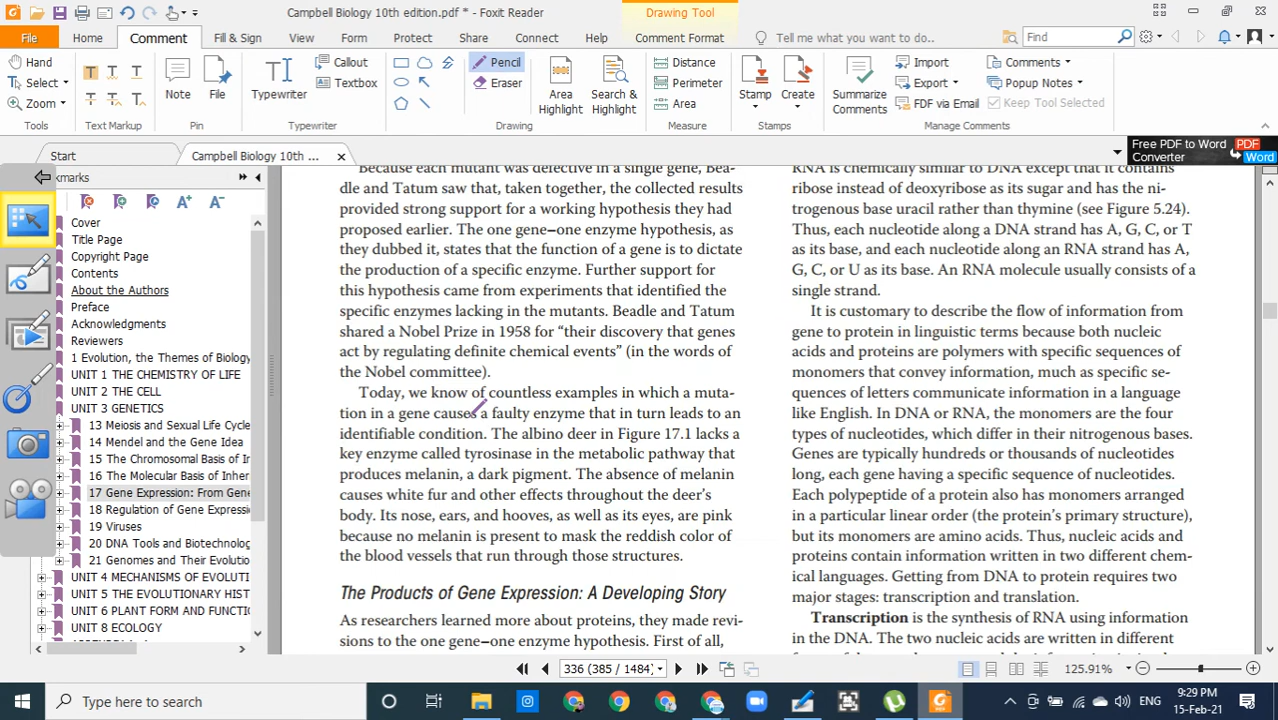 Campbell Biology 10th edition.pdf * - Foxit Reader
Drawing Tool
File Home Comment Fill & Sign View Form Protect Share Connect Help Comment Format Tell me what you want to do.. Find
Hand
Select
Zoom
Tools
Text Markup
Note
File
Pin
Typewriter
Callout
Textbox
Typewriter
Pencil
Eraser
Area Highlight
Search & Highlight
Drawing
Distance
Perimeter
Area
Measure
Stamp
Create
Stamps
Summarize Comments
Import
Export
FDF via Email
Comments
Popup Notes
Keep Tool Selected
Manage Comments
Start
Campbell Biology 10th ...
Free PDF to Word Converter
PDF
Word
kmarks
Cover
Title Page
Copyright Page
Contents
About the Authors
Preface
Acknowledgments
Reviewers
1 Evolution, the Themes of Biology
UNIT 1 THE CHEMISTRY OF LIFE
UNIT 2 THE CELL
UNIT 3 GENETICS
13 Meiosis and Sexual Life Cycle
14 Mendel and the Gene Idea
15 The Chromosomal Basis of
16 The Molecular Basis of Inher
17 Gene Expression: From Gene
18 Regulation of Gene Expressi
19 Viruses
20 DNA Tools and Biotechnolog
21 Genomes and Their Evolutio
UNIT 4 MECHANISMS OF EVOLUTI
UNIT 5 THE EVOLUTIONARY HIST
UNIT 6 PLANT FORM AND FUNCTI
UNIT 8 ECOLOGY
Because each mutant was defective in a single gene, Bea-
dle and Tatum saw that, taken together, the collected results
provided strong support for a working hypothesis they had
proposed earlier. The one gene–one enzyme hypothesis, as
they dubbed it, states that the function of a gene is to dictate
the production of a specific enzyme. Further support for
this hypothesis came from experiments that identified the
specific enzymes lacking in the mutants. Beadle and Tatum
shared a Nobel Prize in 1958 for “their discovery that genes
act by regulating definite chemical events” (in the words of
the Nobel committee).
Today, we know of countless examples in which a muta-
tion in a gene causes a faulty enzyme that in turn leads to an
identifiable condition. The albino deer in Figure 17.1 lacks a
key enzyme called tyrosinase in the metabolic pathway that
produces melanin, a dark pigment. The absence of melanin
causes white fur and other effects throughout the deer’s
body. Its nose, ears, and hooves, as well as its eyes, are pink
because no melanin is present to mask the reddish color of
the blood vessels that run through those structures.
The Products of Gene Expression: A Developing Story
As researchers learned more about proteins, they made revi-
sions to the one gene–one enzyme hypothesis. First of all,
RNA is chemically similar to DNA except that it contains
ribose instead of deoxyribose as its sugar and has the ni-
trogenous base uracil rather than thymine (see Figure 5.24).
Thus, each nucleotide along a DNA strand has A, G, C, or T
as its base, and each nucleotide along an RNA strand has A,
G, C, or U as its base. An RNA molecule usually consists of a
single strand.
It is customary to describe the flow of information from
gene to protein in linguistic terms because both nucleic
acids and proteins are polymers with specific sequences of
monomers that convey information, much as specific se-
quences of letters communicate information in a language
like English. In DNA or RNA, the monomers are the four
types of nucleotides, which differ in their nitrogenous bases.
Genes are typically hundreds or thousands of nucleotides
long, each gene having a specific sequence of nucleotides.
Each polypeptide of a protein also has monomers arranged
in a particular linear order (the protein’s primary structure),
but its monomers are amino acids. Thus, nucleic acids and
proteins contain information written in two different chem-
ical languages. Getting from DNA to protein requires two
major stages: transcription and translation.
Transcription is the synthesis of RNA using information
in the DNA. The two nucleic acids are written in different
336 (385 / 1484)
125.91%
Type here to search
ENG
9:29 PM
15-Feb-21